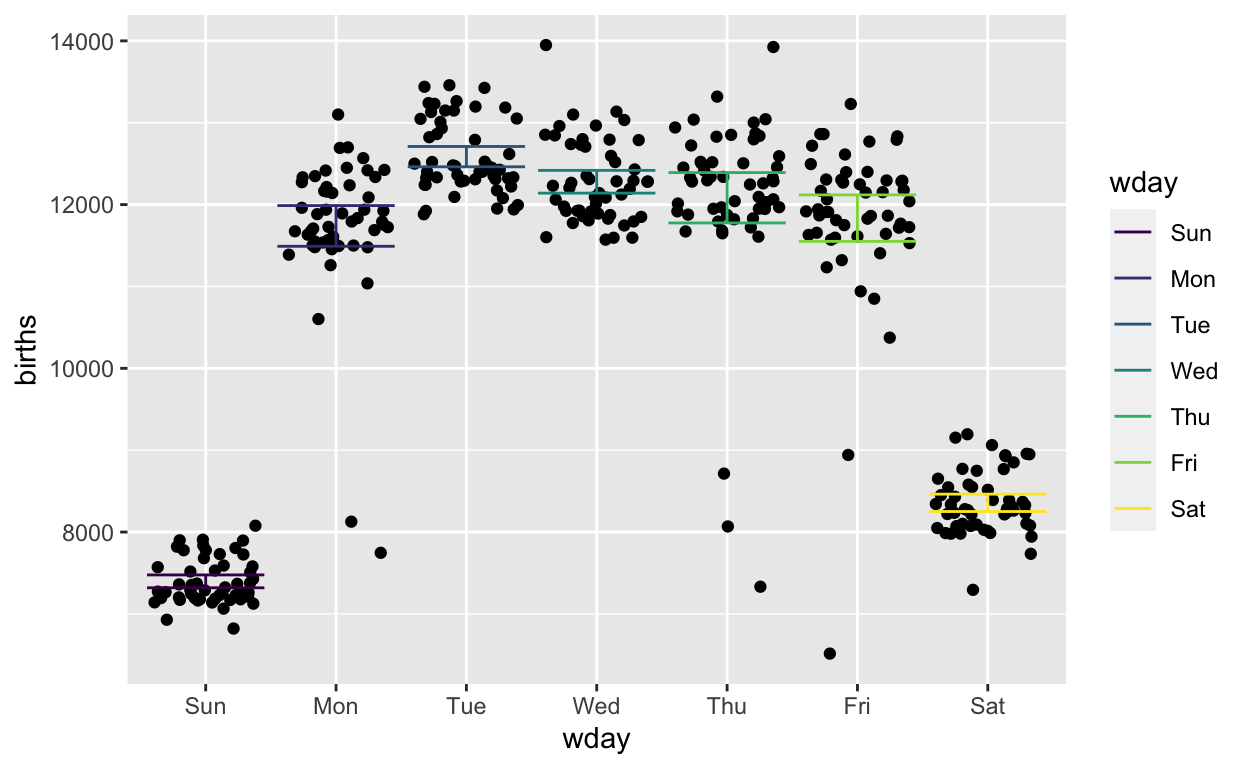 14000
12000
10000
8000
births
Sun Mon Tue Wed Thu Fri Sat
wday
wday
Sun
Mon
Tue
Wed
Thu
Fri
Sat